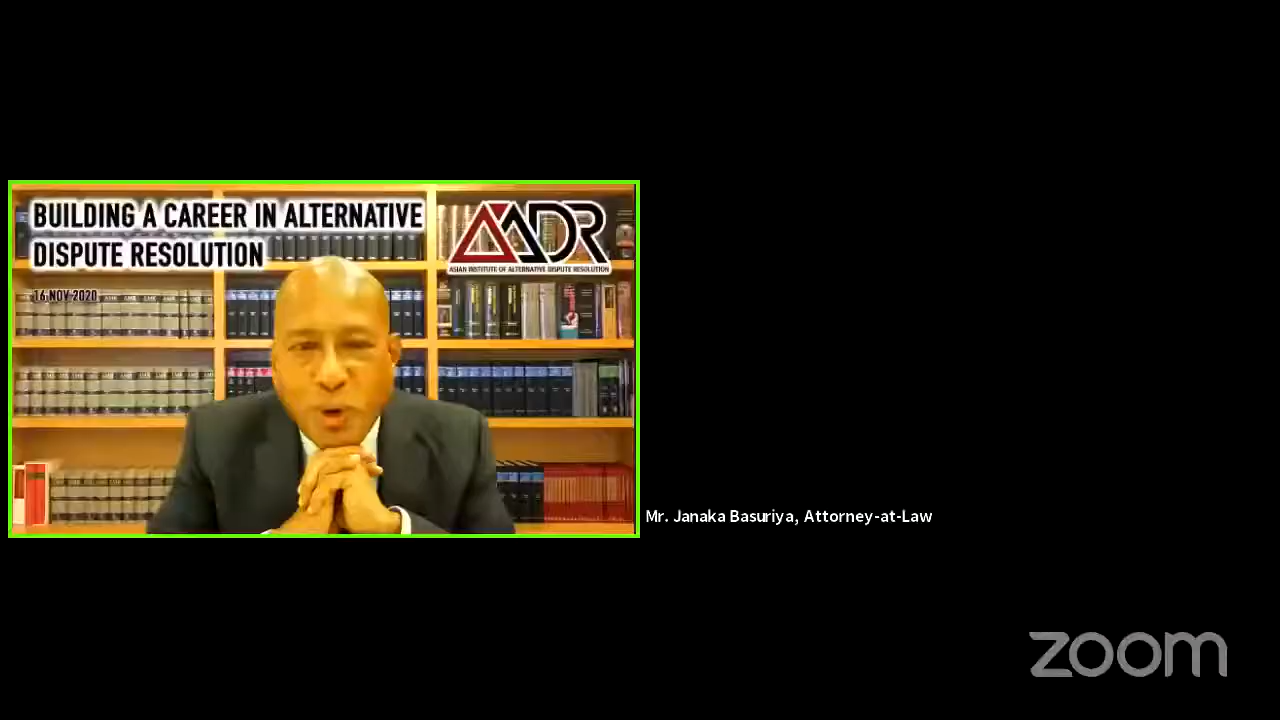 BUILDING A CAREER IN ALTERNATIVE
DISPUTE RESOLUTION
AADR
ASIAN INSTITUTE OF ALTERNATIVE DISPUTE RESOLUTION
16 NOV 2020
Mr. Janaka Basuriya, Attorney-at-Law
zoom